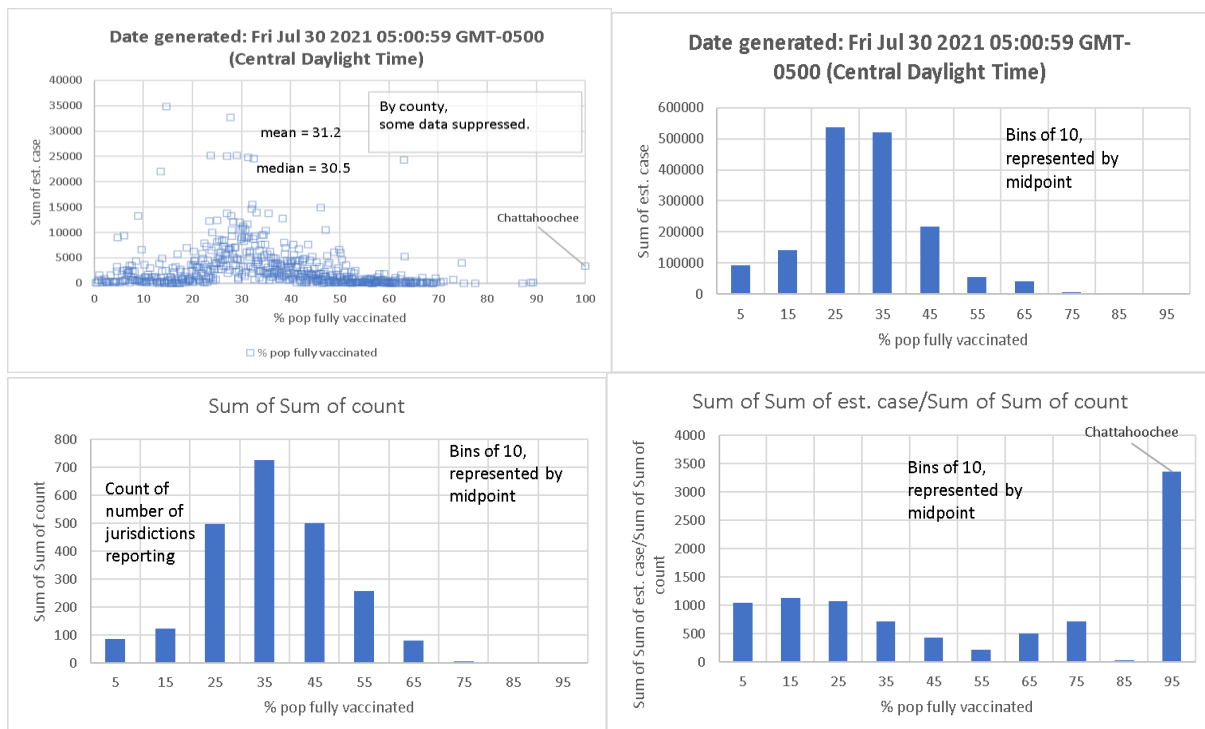 Date generated: Fri Jul 30 2021 05:00:59 GMT-0500
(Central Daylight Time)
40000
35000
30000
25000
20000
15000
10000
5000
0
Sum of est. case
By county,
some data suppressed.
mean = 31.2
median = 30.5
Chattahoochee
0 10 20 30 40 50 60 70 80 90 100
% pop fully vaccinated
% pop fully vaccinated
Date generated: Fri Jul 30 2021 05:00:59 GMT-
0500 (Central Daylight Time)
600000
500000
400000
300000
200000
100000
0
Sum of est. case
Bins of 10,
represented by
midpoint
5 15 25 35 45 55 65 75 85 95
% pop fully vaccinated
Sum of Sum of count
800
700
600
500
400
300
200
100
0
Sum of Sum of count
Count of
number of
jurisdictions
reporting
Bins of 10,
represented by
midpoint
5 15 25 35 45 55 65 75 85 95
% pop fully vaccinated
Sum of Sum of est. case/Sum of Sum of count
4000
3500
3000
2500
2000
1500
1000
500
0
Sum of Sum of est. case/Sum of Sum of
count
Chattahoochee
Bins of 10,
represented by
midpoint
5 15 25 35 45 55 65 75 85 95
% pop fully vaccinated